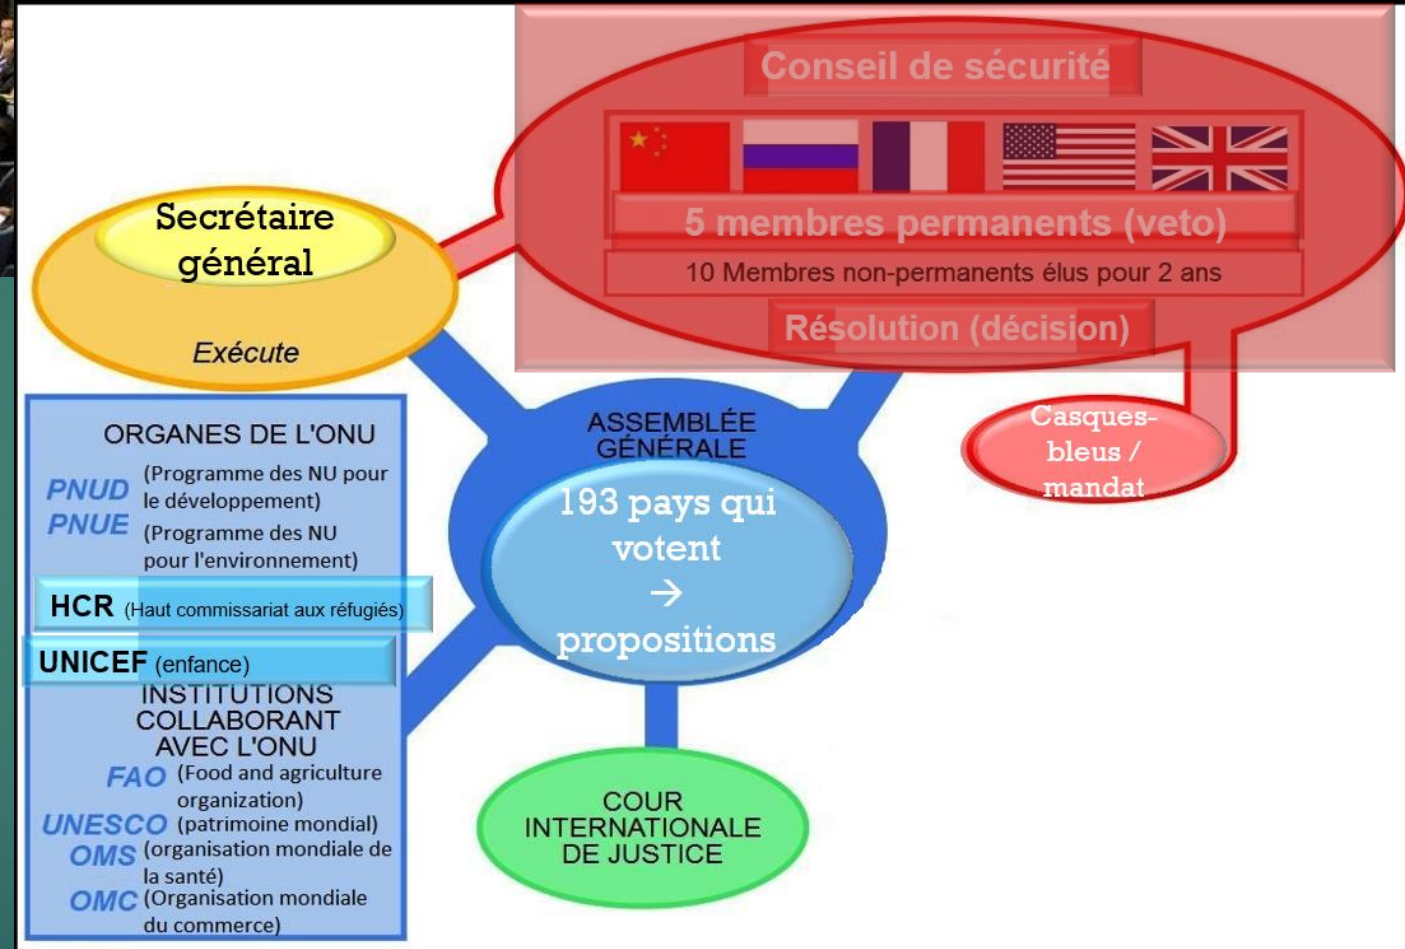 Conseil de sécurité
5 membres permanents (veto)
10 Membres non-permanents élus pour 2 ans
Résolution (décision)
Secrétaire
général
Exécute
Casques-
bleus /
mandat
ASSEMBLÉE
GÉNÉRALE
193 pays qui
votent
→
propositions
ORGANES DE L'ONU
PNUD (Programme des NU pour
le développement)
PNUE (Programme des NU
pour l'environnement)
HCR (Haut commissariat aux réfugiés)
UNICEF (enfance)
INSTITUTIONS
COLLABORANT
AVEC L'ONU
FAO (Food and agriculture
organization)
UNESCO (patrimoine mondial)
OMS (organisation mondiale de
la santé)
OMC (Organisation mondiale
du commerce)
COUR
INTERNATIONALE
DE JUSTICE